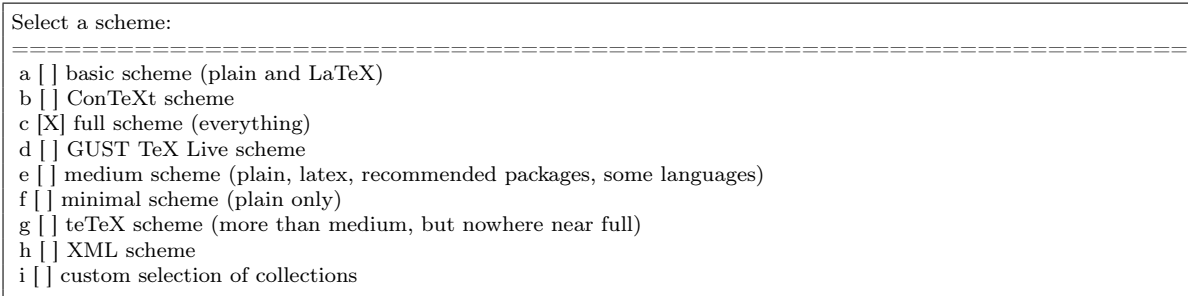 Select a scheme:
===================================================================
a [ ] basic scheme (plain and LaTeX)
b [ ] ConTeXt scheme
c [X] full scheme (everything)
d [ ] GUST TeX Live scheme
e [ ] medium scheme (plain, latex, recommended packages, some languages)
f [ ] minimal scheme (plain only)
g [ ] teTeX scheme (more than medium, but nowhere near full)
h [ ] XML scheme
i [ ] custom selection of collections